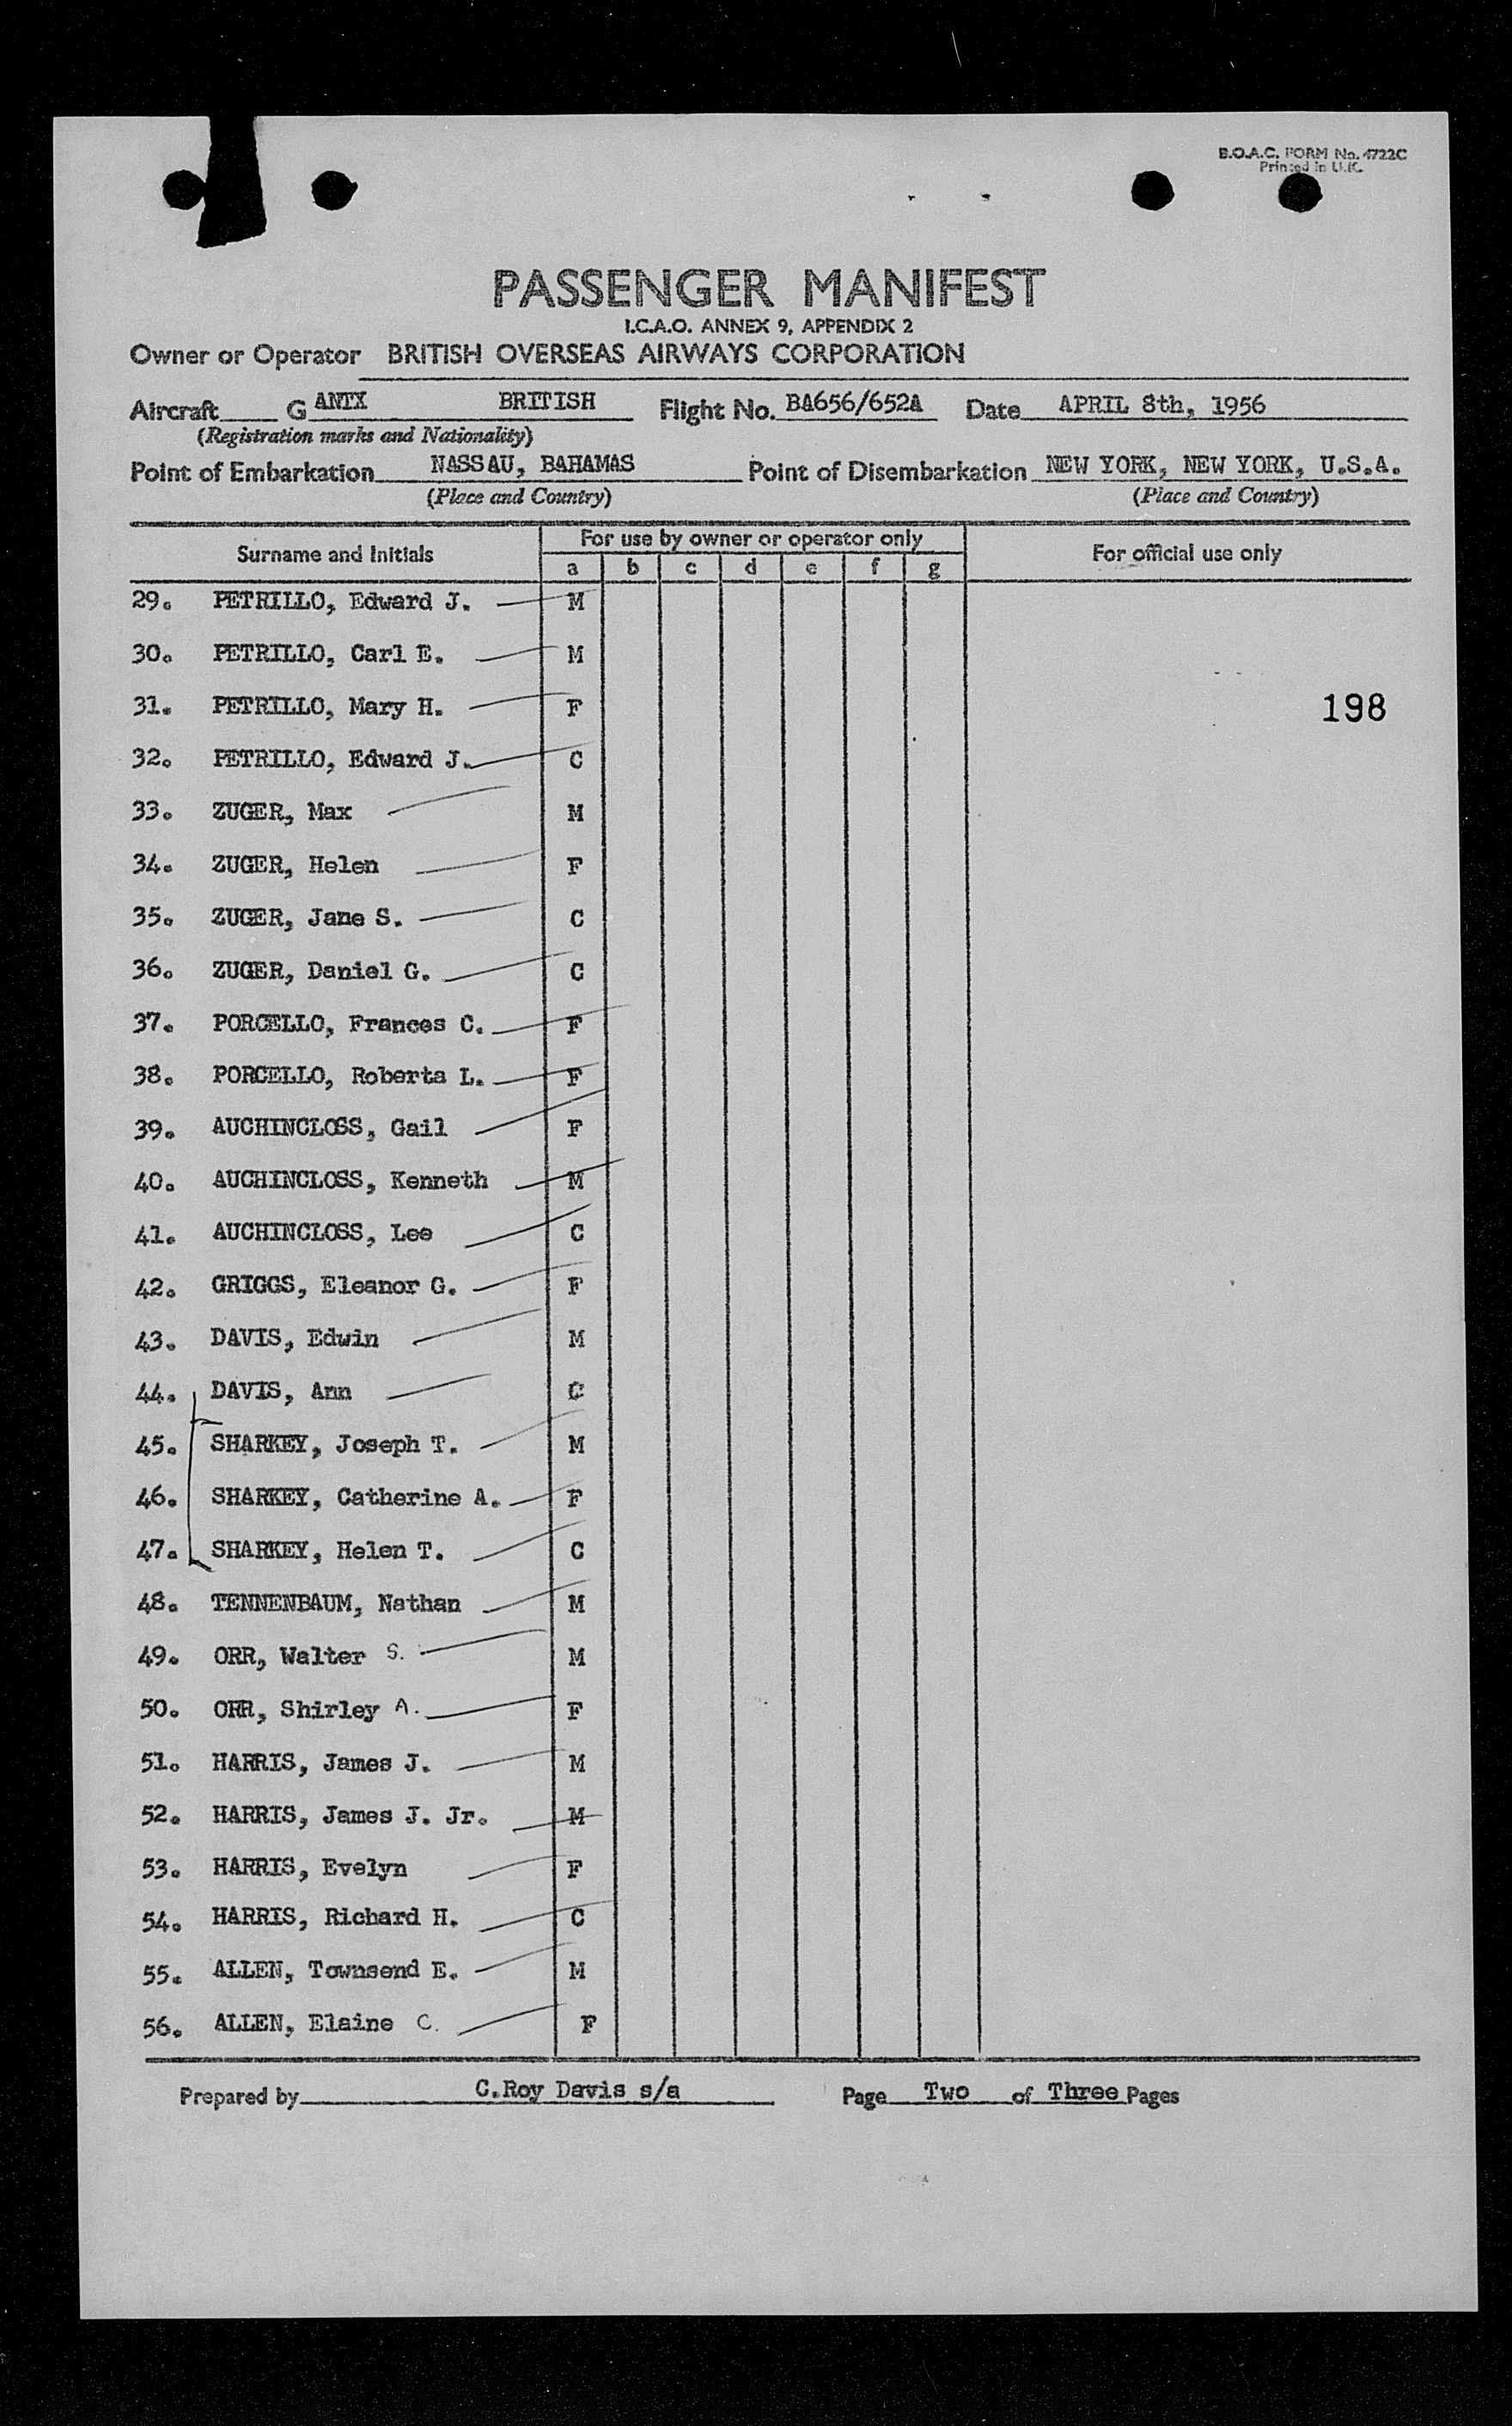 B.O.A.C. FORM No. 4722C
Printed in U.K.
PASSENGER MANIFEST
I.C.A.O. ANNEX 9, APPENDIX 2
Owner or Operator BRITISH OVERSEAS AIRWAYS CORPORATION
Aircraft G ANTX BRITISH Flight No. BA656/652A Date APRIL 8th, 1956
(Registration marks and Nationality)
Point of Embarkation NASSAU, BAHAMAS Point of Disembarkation NEW YORK, NEW YORK, U.S.A.
(Place and Country) (Place and Country)
Surname and Initials For use by owner or operator only For official use only
a b c d e f g
29. PETRILLO, Edward J. M
30. PETRILLO, Carl E. M
31. PETRILLO, Mary H. F 198
32. PETRILLO, Edward J. C
33. ZUGER, Max M
34. ZUGER, Helen F
35. ZUGER, Jane S. C
36. ZUGER, Daniel G. C
37. PORCELLO, Frances C. F
38. PORCELLO, Roberta L. F
39. AUCHINCLOSS, Gail F
40. AUCHINCLOSS, Kenneth M
41. AUCHINCLOSS, Lee C
42. GRIGGS, Eleanor G. F
43. DAVIS, Edwin M
44. DAVIS, Ann C
45. SHARKEY, Joseph T. M
46. SHARKEY, Catherine A. F
47. SHARKEY, Helen T. C
48. TENNENBAUM, Nathan M
49. ORR, Walter S. M
50. ORR, Shirley A. F
51. HARRIS, James J. M
52. HARRIS, James J. Jr. M
53. HARRIS, Evelyn F
54. HARRIS, Richard H. C
55. ALLEN, Townsend E. M
56. ALLEN, Elaine C. F
Prepared by C.Roy Davis s/a Page Two of Three Pages